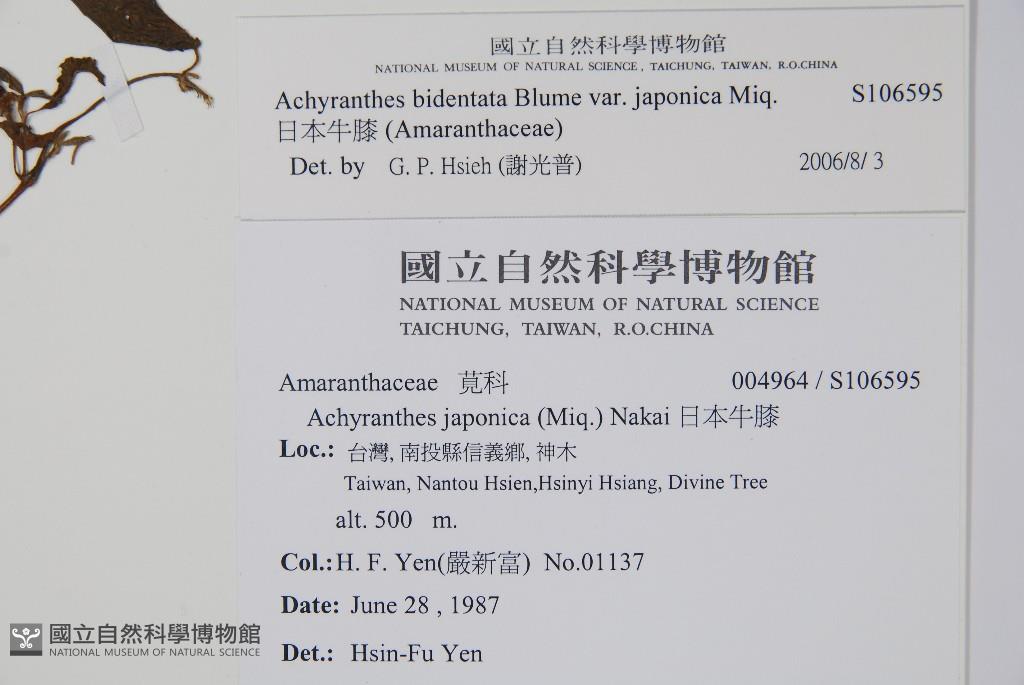 國立自然科學博物館
NATIONAL MUSEUM OF NATURAL SCIENCE, TAICHUNG, TAIWAN, R.O.CHINA
Achyranthes bidentata Blume var. japonica Miq. S106595
日本牛膝 (Amaranthaceae)
Det. by G. P. Hsieh (謝光普) 2006/8/ 3
國立自然科學博物館
NATIONAL MUSEUM OF NATURAL SCIENCE
TAICHUNG, TAIWAN, R.O.CHINA
Amaranthaceae 莧科 004964 / S106595
Achyranthes japonica (Miq.) Nakai 日本牛膝
Loc.: 台灣, 南投縣信義鄉, 神木
Taiwan, Nantou Hsien,Hsinyi Hsiang, Divine Tree
alt. 500 m.
Col.: H. F. Yen(嚴新富) No.01137
Date: June 28 , 1987
Det.: Hsin-Fu Yen
國立自然科學博物館
NATIONAL MUSEUM OF NATURAL SCIENCE